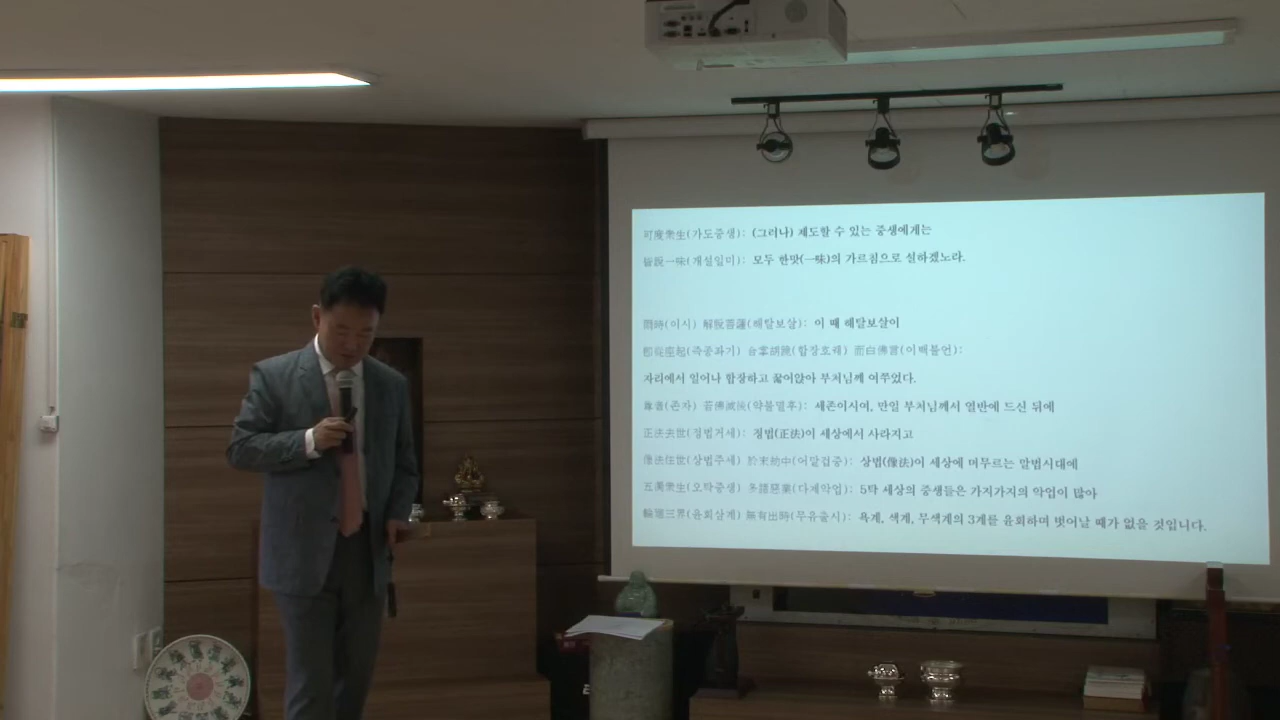 可度衆生(가도중생): (그러나) 제도할 수 있는 중생에게는
皆說一味(개설일미): 모두 한맛(一味)의 가르침으로 설하겠노라.
爾時(이시) 解脫菩薩(해탈보살): 이 때 해탈보살이
卽從座起(즉종좌기) 合掌胡跪(합장호궤) 而白佛言(이백불언):
자리에서 일어나 합장하고 꿇어앉아 부처님께 여쭈었다.
尊者(존자) 若佛滅後(약불멸후): 세존이시여, 만일 부처님께서 열반에 드신 뒤에
正法去世(정법거세): 정법(正法)이 세상에서 사라지고
像法住世(상법주세) 於末劫中(어말겁중): 상법(像法)이 세상에 머무르는 말법시대에
五濁衆生(오탁중생) 多諸惡業(다제악업): 5탁 세상의 중생들은 가지가지의 악업이 많아
輪廻三界(윤회삼계) 無有出時(무유출시): 욕계, 색계, 무색계의 3계를 윤회하며 벗어날 때가 없을 것입니다.